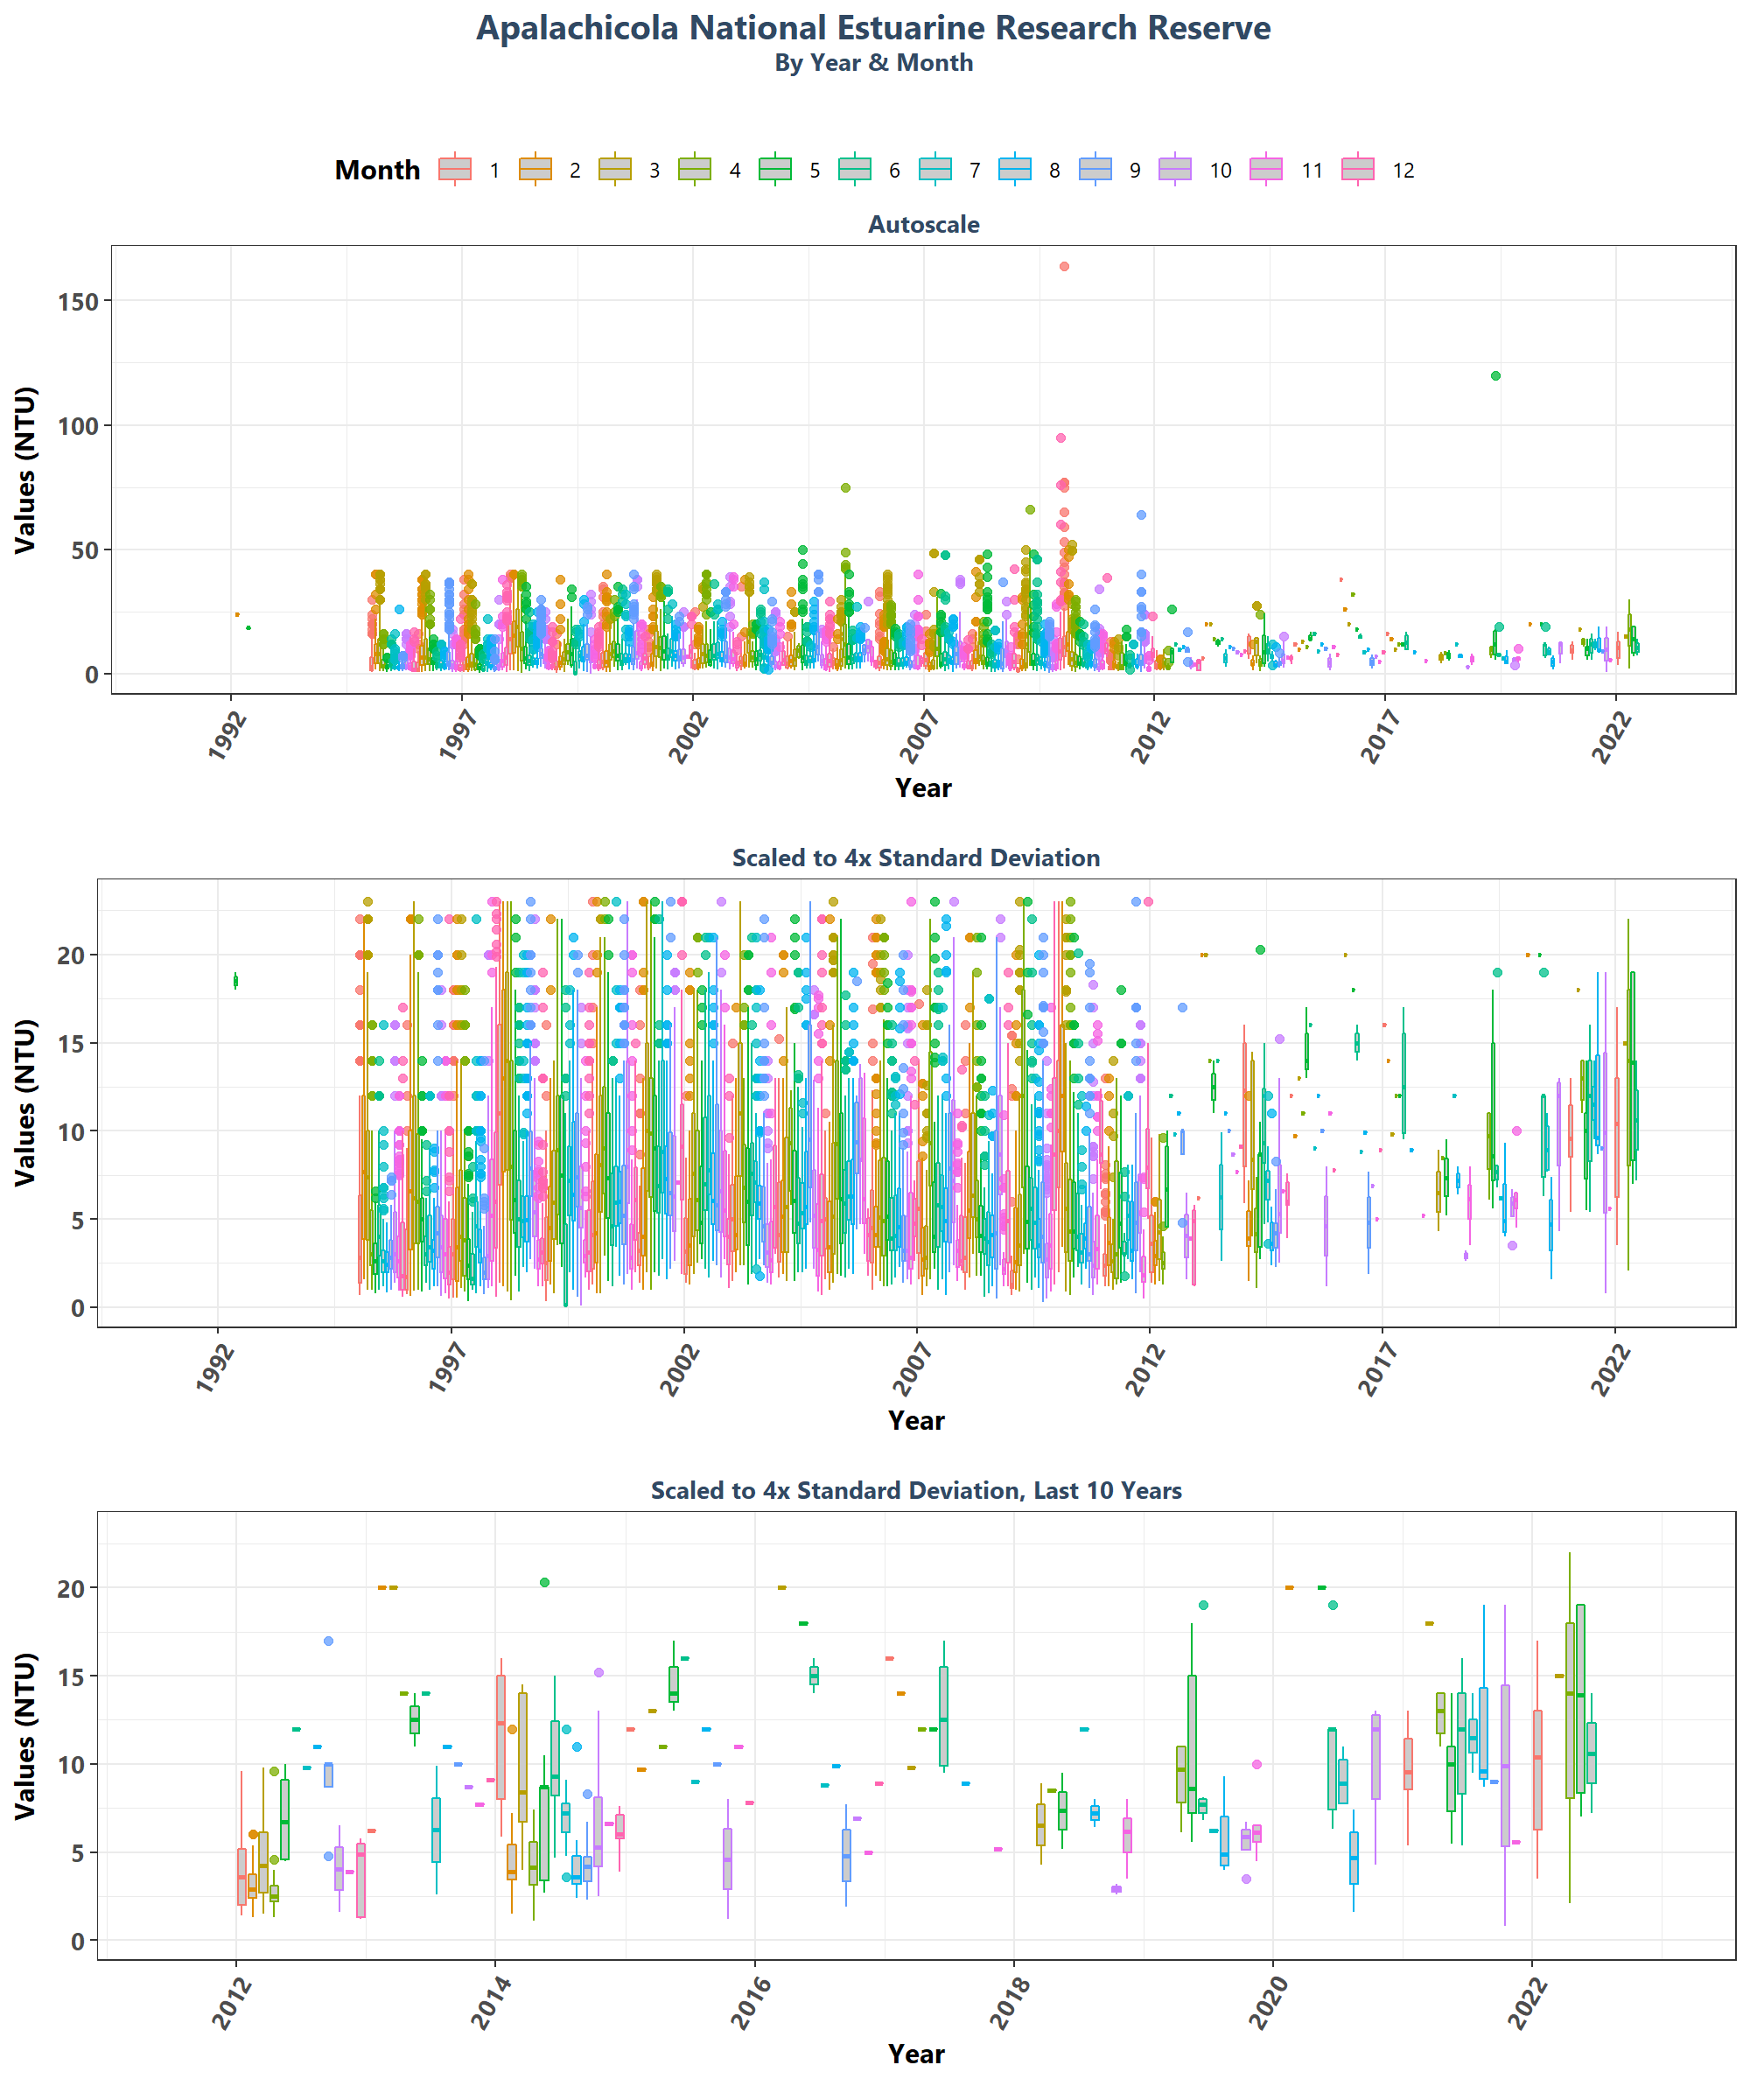 Apalachicola National Estuarine Research Reserve
By Year & Month
Month 1 2 3 4 5 6 7 8 9 10 11 12
Autoscale
Values (NTU)
150
100
50
0
1992 1997 2002 2007 2012 2017 2022
Year
Scaled to 4x Standard Deviation
Values (NTU)
20
15
10
5
0
1992 1997 2002 2007 2012 2017 2022
Year
Scaled to 4x Standard Deviation, Last 10 Years
Values (NTU)
20
15
10
5
0
2012 2014 2016 2018 2020 2022
Year